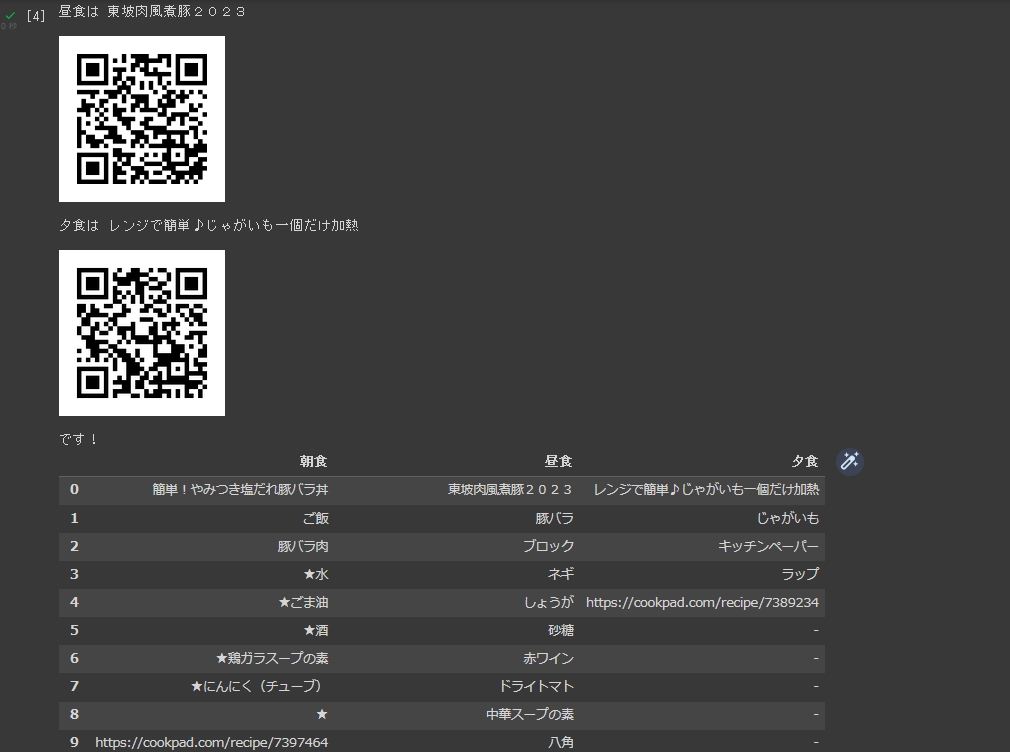 [4] 昼食は 東坡肉風煮豚２０２３
0 秒
夕食は レンジで簡単♪じゃがいも一個だけ加熱
です！
朝食 昼食 夕食
0 簡単！やみつき塩だれ豚バラ丼 東坡肉風煮豚２０２３ レンジで簡単♪じゃがいも一個だけ加熱
1 ご飯 豚バラ じゃがいも
2 豚バラ肉 ブロック キッチンペーパー
3 ★水 ネギ ラップ
4 ★ごま油 しょうが https://cookpad.com/recipe/7389234
5 ★酒 砂糖 -
6 ★鶏ガラスープの素 赤ワイン -
7 ★にんにく（チューブ） ドライトマト -
8 ★ 中華スープの素 -
9 https://cookpad.com/recipe/7397464 八角 -